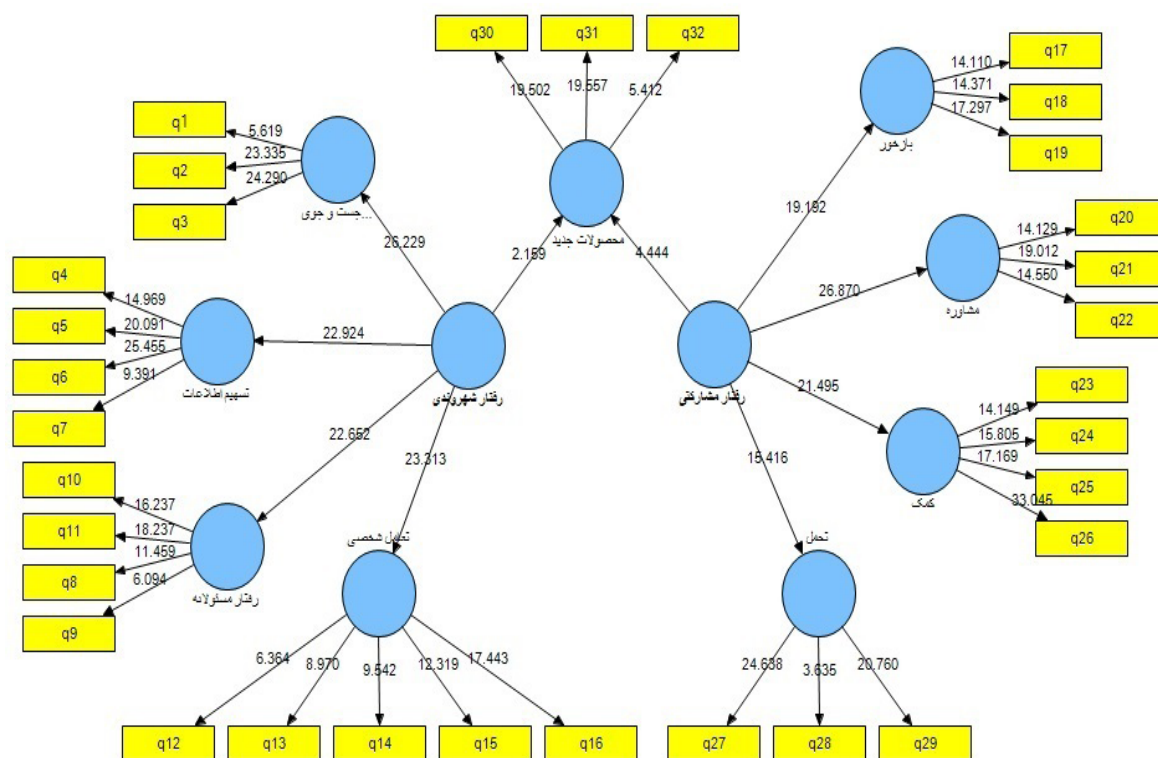 q30
q31
q32
19.502
19.557
5.412
محصولات جدید
q1
q2
q3
5.619
23.335
24.290
جست و جوی...
q17
q18
q19
14.110
14.371
17.297
بازخور
26.229
2.159
4.444
19.192
q4
q5
q6
q7
14.969
20.091
25.455
9.391
تسهیم اطلاعات
22.924
رفتار شهروندي
رفتار مشارکتي
26.870
q20
q21
q22
14.129
19.012
14.550
مشاوره
22.652
23.313
15.416
21.495
q23
q24
q25
q26
14.149
15.805
17.169
33.045
کمک
q10
q11
q8
q9
16.237
18.237
11.459
6.094
رفتار مسئولانه
تعامل شخصی
6.364
8.970
9.542
12.319
17.443
q12
q13
q14
q15
q16
تحمل
24.638
3.635
20.760
q27
q28
q29